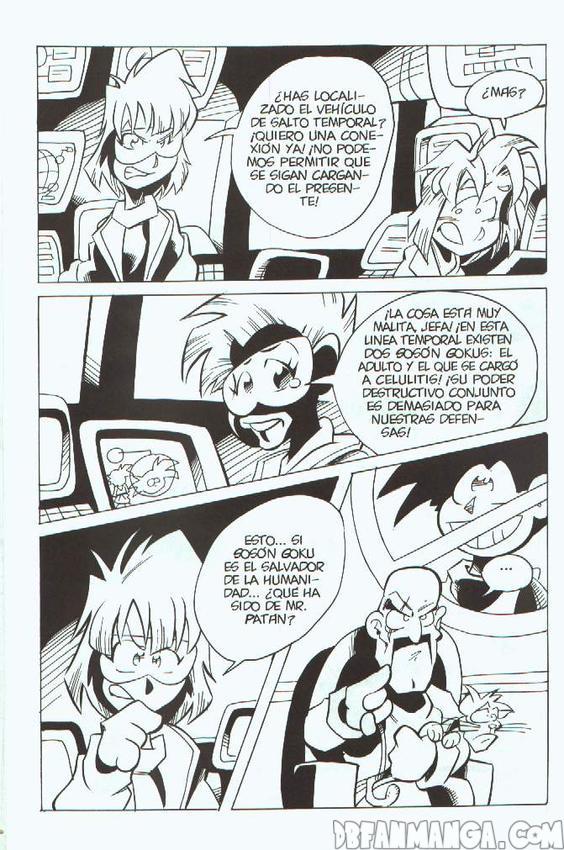 ¿HAS LOCALI-
ZADO EL VEHÍCULO
DE SALTO TEMPORAL?
¡QUIERO UNA CONE-
XIÓN YA! ¡NO PODE-
MOS PERMITIR QUE
SE SIGAN CARGAN-
DO EL PRESEN-
TE!
¿MAS?
¡LA COSA ESTÁ MUY
MALITA, JEFA! ¡EN ESTA
LINEA TEMPORAL EXISTEN
DOS GOSÓN GOKUS: EL
ADULTO Y EL QUE SE CARGÓ
A CELULITIS! ¡SU PODER
DESTRUCTIVO CONJUNTO
ES DEMASIADO PARA
NUESTRAS DEFEN-
SAS!
ESTO... SI
GOSÓN GOKU
ES EL SALVADOR
DE LA HUMANI-
DAD... ¿QUÉ HA
SIDO DE MR.
PATÁN?
...
DBFANMANGA.COM